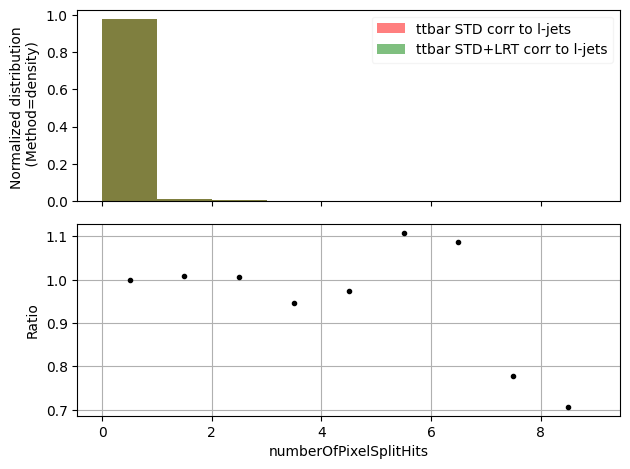 Normalized distribution
(Method=density)
1.0
0.8
0.6
0.4
0.2
0.0
ttbar STD corr to l-jets
ttbar STD+LRT corr to l-jets
Ratio
1.1
1.0
0.9
0.8
0.7
0
2
4
6
8
numberOfPixelSplitHits